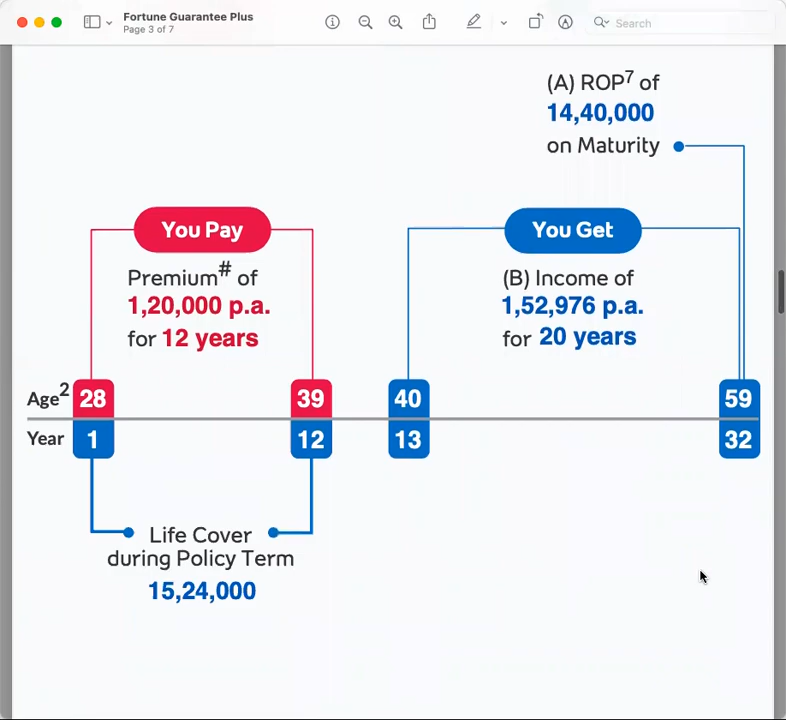 Fortune Guarantee Plus
Page 3 of 7
Search
(A) ROP7 of
14,40,000
on Maturity
You Pay
Premium# of
1,20,000 p.a.
for 12 years
You Get
(B) Income of
1,52,976 p.a.
for 20 years
Age2 28 39 40 59
Year 1 12 13 32
Life Cover
during Policy Term
15,24,000